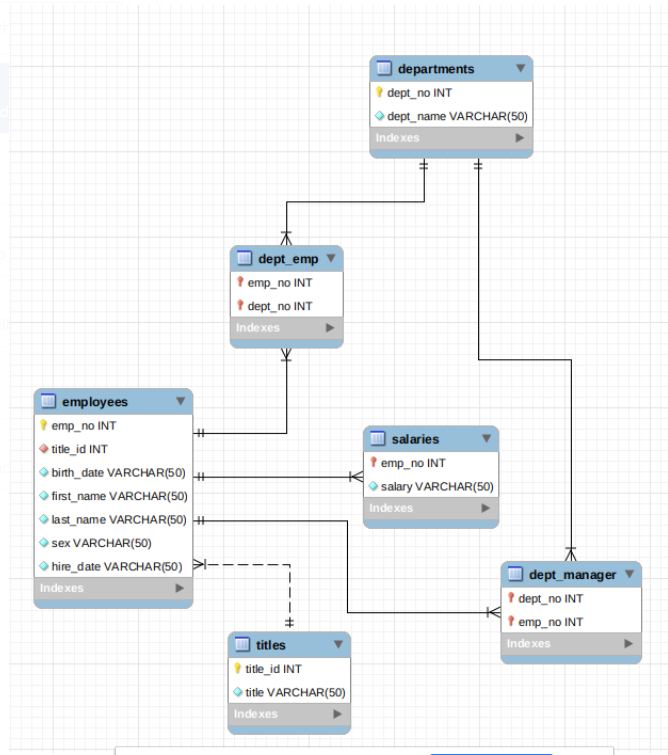 departments
dept_no INT
dept_name VARCHAR(50)
Indexes
dept_emp
emp_no INT
dept_no INT
Indexes
employees
emp_no INT
title_id INT
birth_date VARCHAR(50)
first_name VARCHAR(50)
last_name VARCHAR(50)
sex VARCHAR(50)
hire_date VARCHAR(50)
Indexes
salaries
emp_no INT
salary VARCHAR(50)
Indexes
dept_manager
dept_no INT
emp_no INT
Indexes
titles
title_id INT
title VARCHAR(50)
Indexes